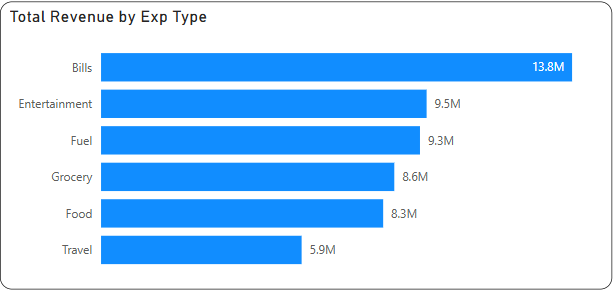 Total Revenue by Exp Type
Bills 13.8M
Entertainment 9.5M
Fuel 9.3M
Grocery 8.6M
Food 8.3M
Travel 5.9M